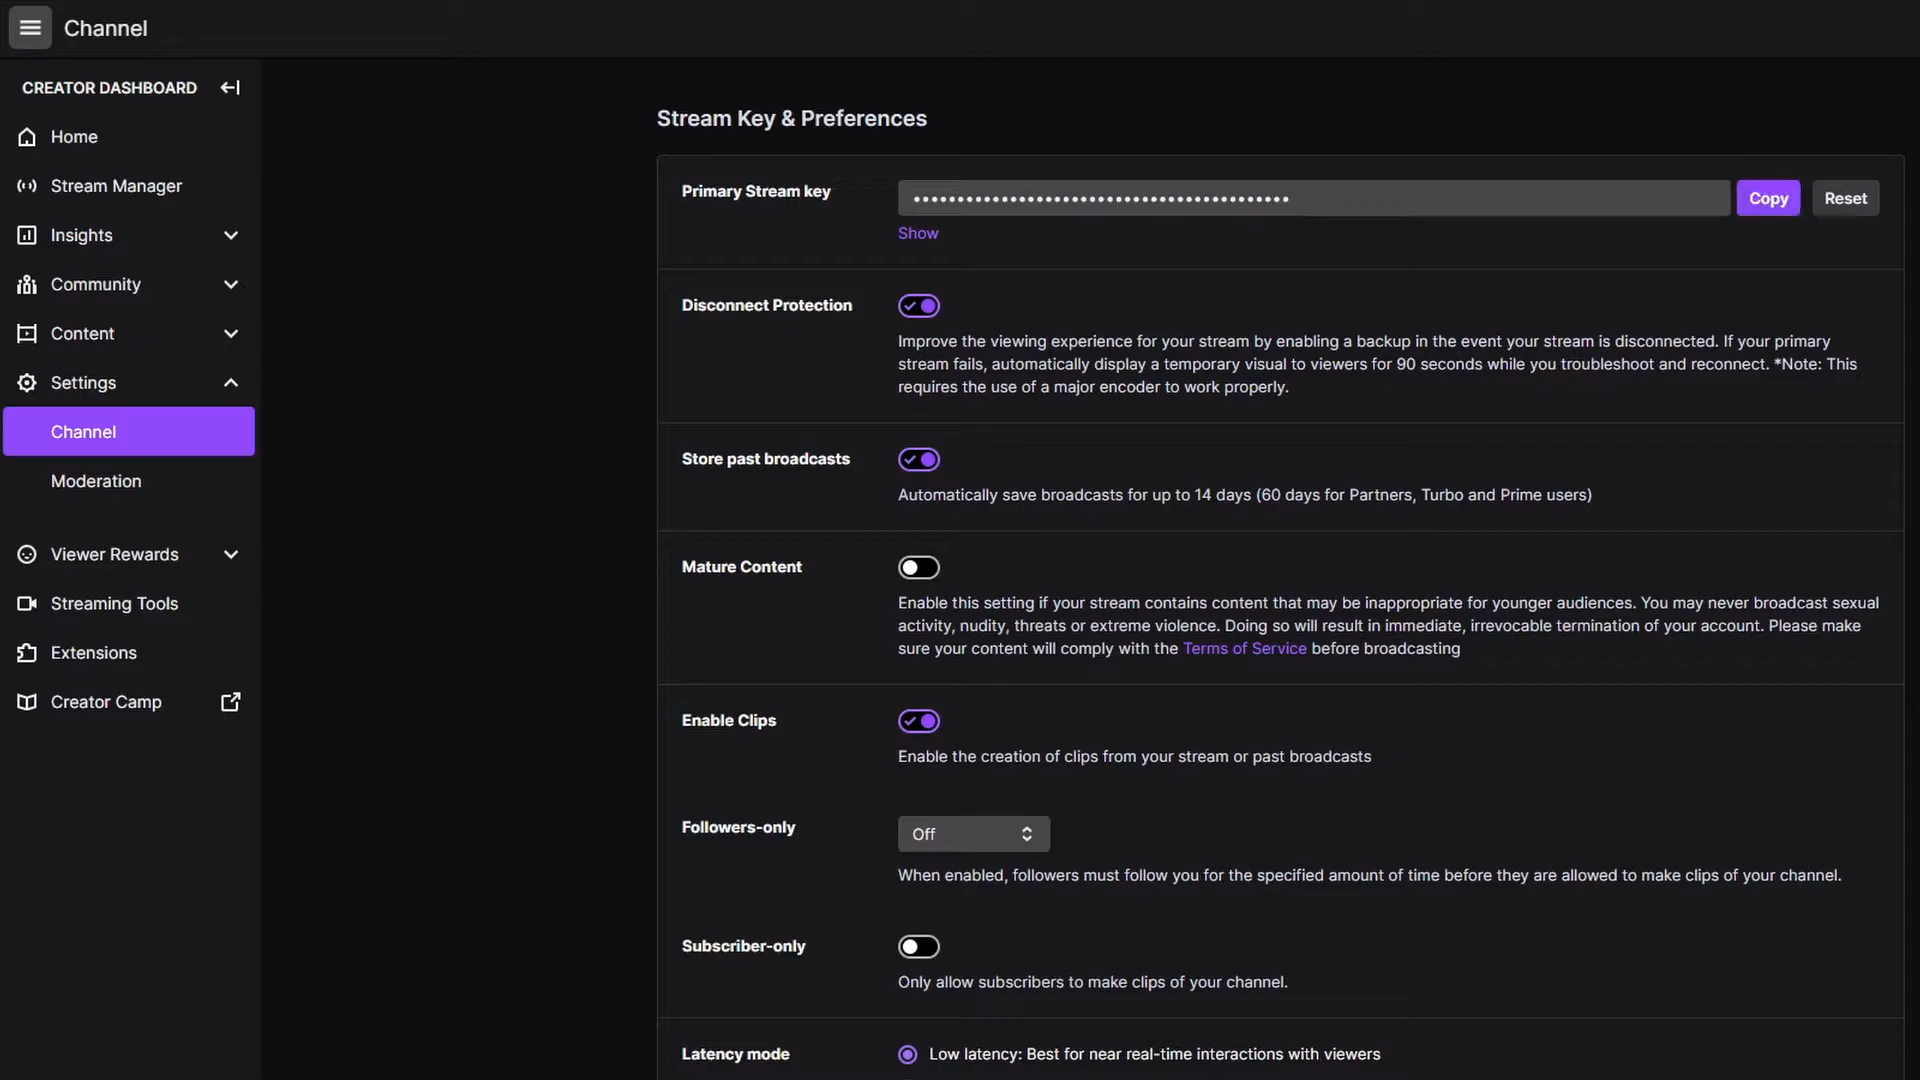 Channel
CREATOR DASHBOARD
Home
Stream Manager
Insights
Community
Content
Settings
Channel
Moderation
Viewer Rewards
Streaming Tools
Extensions
Creator Camp
Stream Key & Preferences
Primary Stream key
Copy
Reset
Show
Disconnect Protection
Improve the viewing experience for your stream by enabling a backup in the event your stream is disconnected. If your primary
stream fails, automatically display a temporary visual to viewers for 90 seconds while you troubleshoot and reconnect. *Note: This
requires the use of a major encoder to work properly.
Store past broadcasts
Automatically save broadcasts for up to 14 days (60 days for Partners, Turbo and Prime users)
Mature Content
Enable this setting if your stream contains content that may be inappropriate for younger audiences. You may never broadcast sexual
activity, nudity, threats or extreme violence. Doing so will result in immediate, irrevocable termination of your account. Please make
sure your content will comply with the Terms of Service before broadcasting
Enable Clips
Enable the creation of clips from your stream or past broadcasts
Followers-only
Off
When enabled, followers must follow you for the specified amount of time before they are allowed to make clips of your channel.
Subscriber-only
Only allow subscribers to make clips of your channel.
Latency mode
Low latency: Best for near real-time interactions with viewers